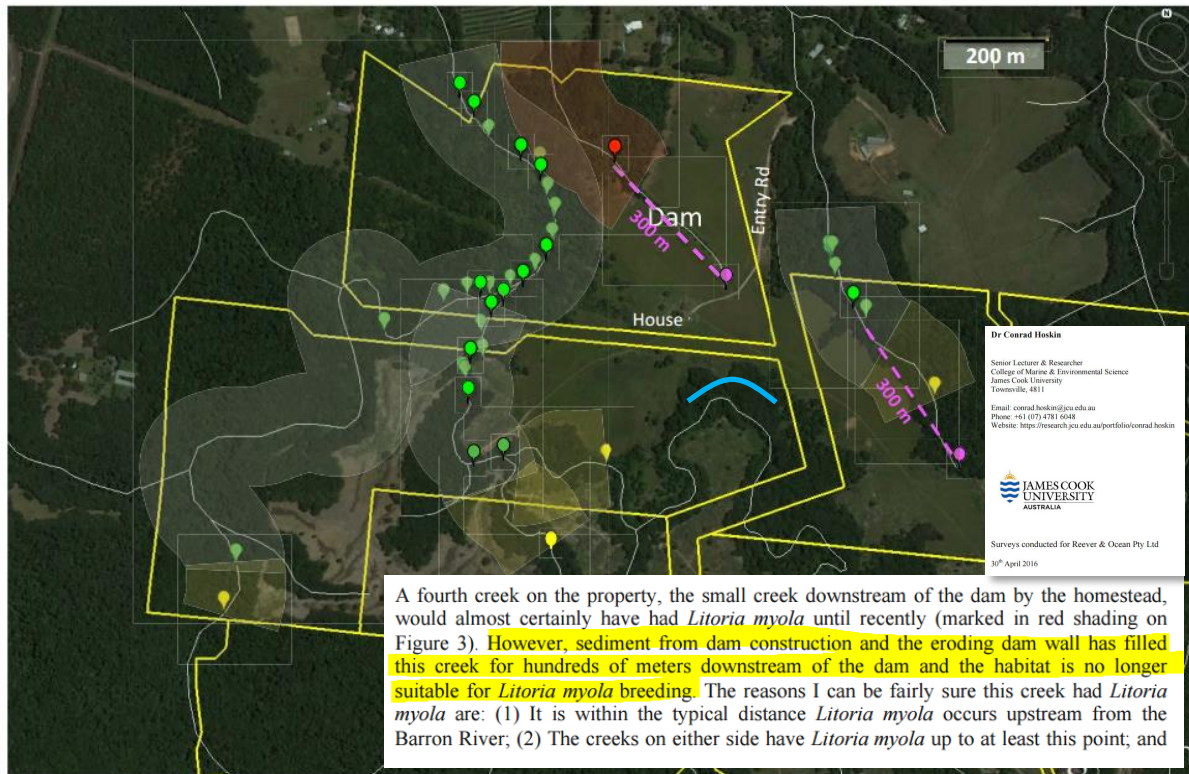 N
200 m
Entry Rd
Dam
300 m
House
300 m
Dr Conrad Hoskin
Senior Lecturer & Researcher
College of Marine & Environmental Science
James Cook University
Townsville, 4811
Email: conrad.hoskin@jcu.edu.au
Phone: +61 (07) 4781 6048
Website: https://research.jcu.edu.au/portfolio/conrad.hoskin
JAMES COOK
UNIVERSITY
AUSTRALIA
Surveys conducted for Reever & Ocean Pty Ltd
30th April 2016
A fourth creek on the property, the small creek downstream of the dam by the homestead,
would almost certainly have had Litoria myola until recently (marked in red shading on
Figure 3). However, sediment from dam construction and the eroding dam wall has filled
this creek for hundreds of meters downstream of the dam and the habitat is no longer
suitable for Litoria myola breeding. The reasons I can be fairly sure this creek had Litoria
myola are: (1) It is within the typical distance Litoria myola occurs upstream from the
Barron River; (2) The creeks on either side have Litoria myola up to at least this point; and